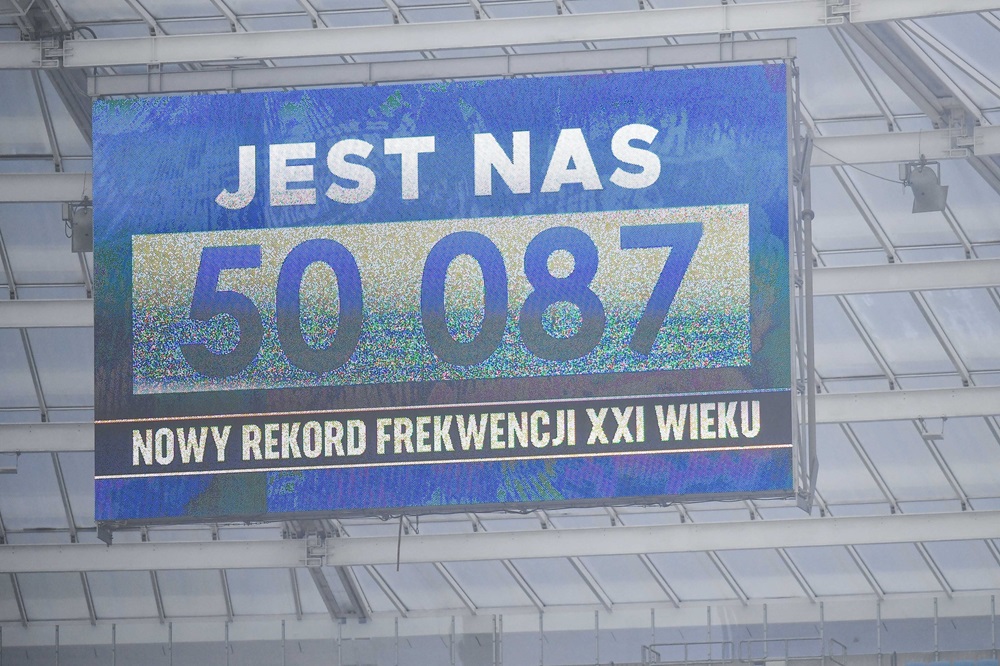 JEST NAS
50 087
NOWY REKORD FREKWENCJI XXI WIEKU